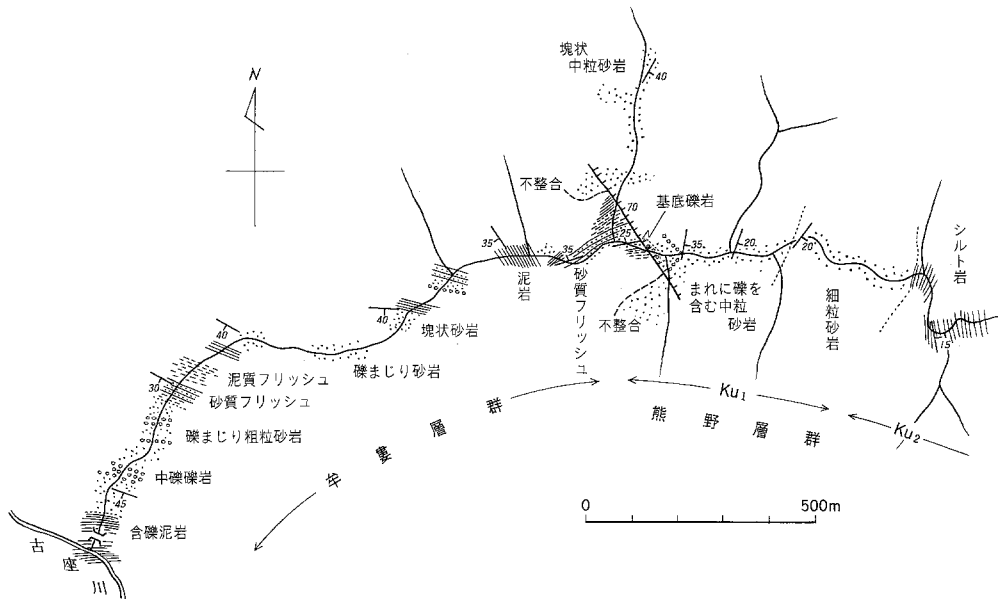 N
塊状
中粒砂岩
40
不整合
70
基底礫岩
25
35
35
35
20
20
シルト岩
泥岩
砂質フリッシュ
不整合
まれに礫を
含む中粒
砂岩
細粒砂岩
15
40
塊状砂岩
40
礫まじり砂岩
泥質フリッシュ
30
砂質フリッシュ
礫まじり粗粒砂岩
中礫礫岩
45
含礫泥岩
牟婁層群
Ku1
熊野層群
Ku2
0 500m
古座川